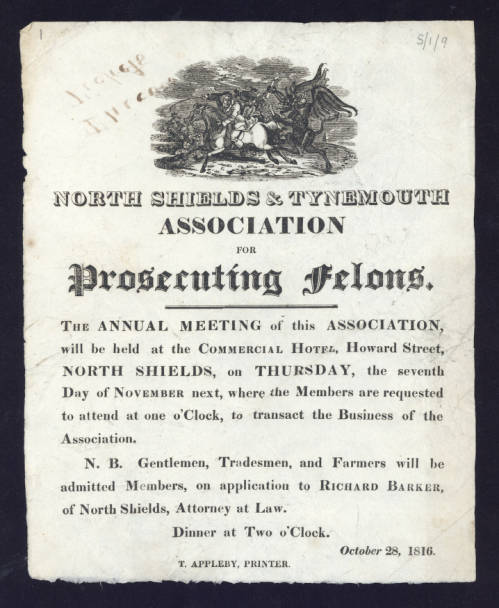 1
5/1/9
NORTH SHIELDS & TYNEMOUTH
ASSOCIATION
FOR
Prosecuting Felons.
THE ANNUAL MEETING of this ASSOCIATION,
will be held at the COMMERCIAL HOTEL, Howard Street,
NORTH SHIELDS, on THURSDAY, the seventh
Day of NOVEMBER next, where the Members are requested
to attend at one o'Clock, to transact the Business of the
Association.
N. B. Gentlemen, Tradesmen, and Farmers will be
admitted Members, on application to RICHARD BARKER,
of North Shields, Attorney at Law.
Dinner at Two o'Clock.
October 28, 1816.
T. APPLEBY, PRINTER.